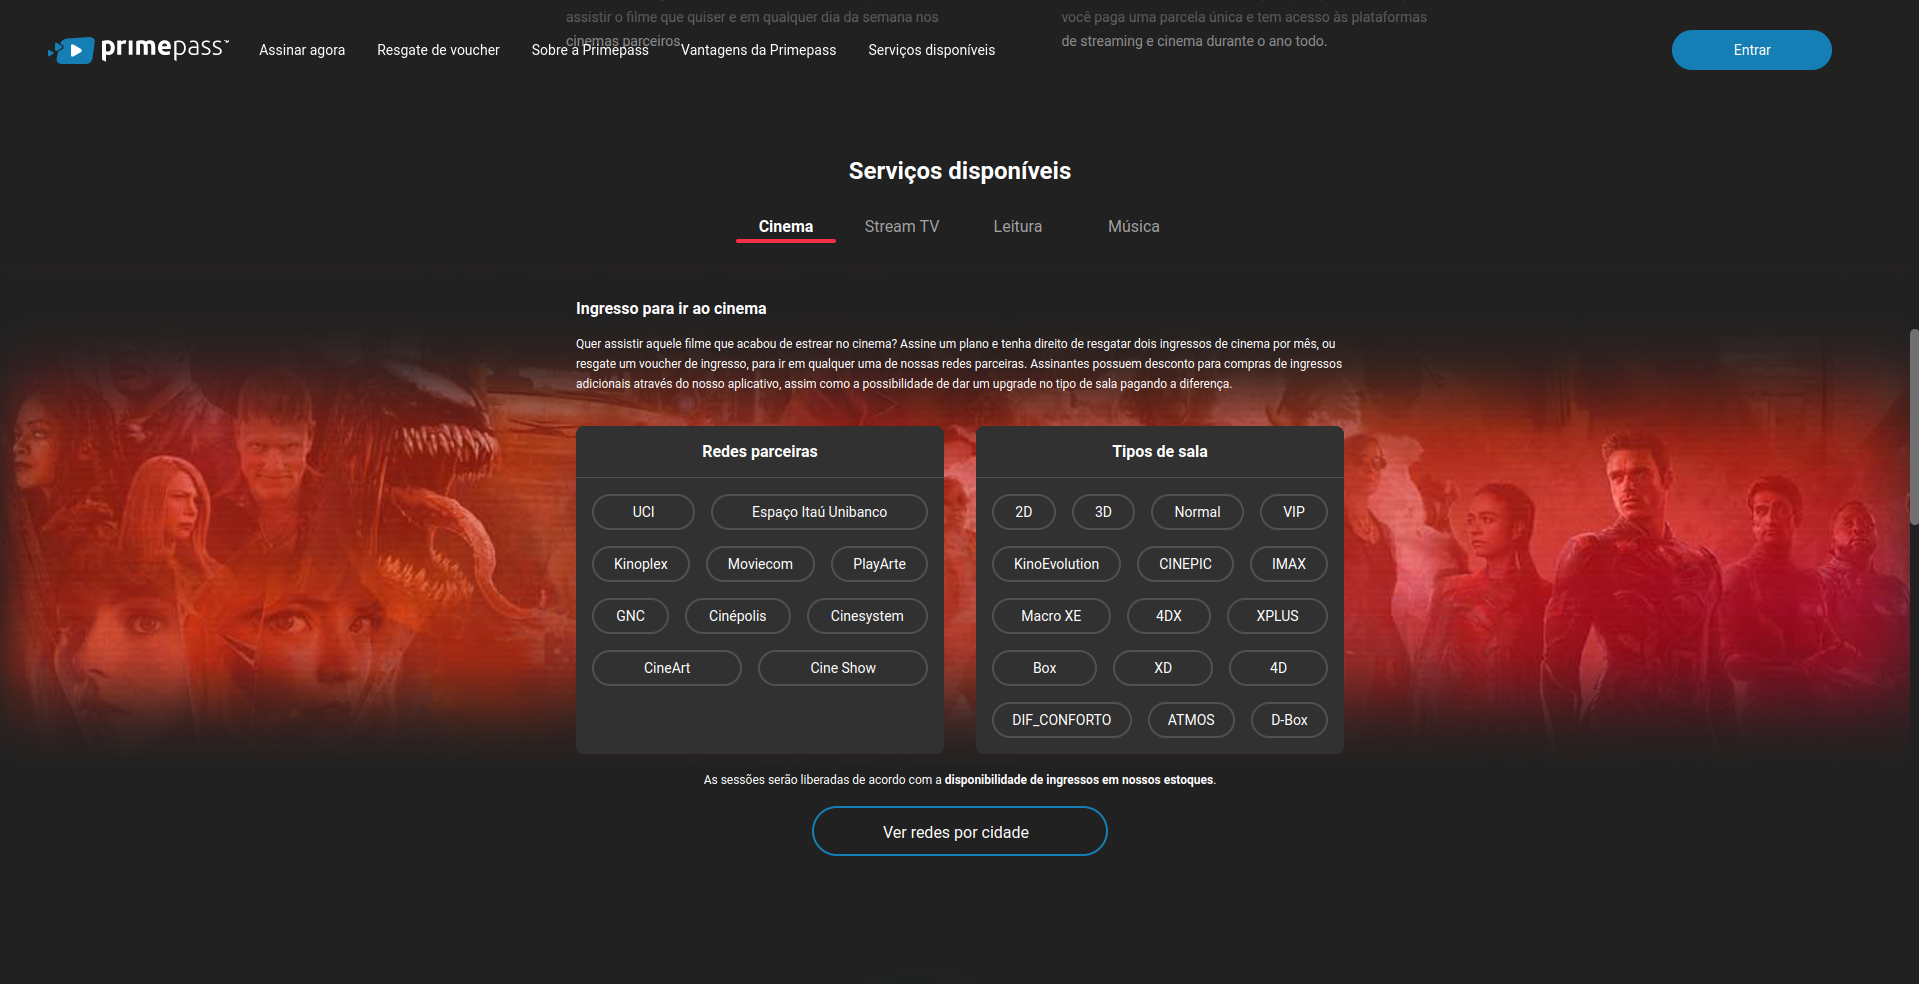 assistir o filme que quiser e em qualquer dia da semana nos
cinemas parceiros.
você paga uma parcela única e tem acesso às plataformas
de streaming e cinema durante o ano todo.
primepass
Assinar agora
Resgate de voucher
Sobre a Primepass
Vantagens da Primepass
Serviços disponíveis
Entrar
Serviços disponíveis
Cinema
Stream TV
Leitura
Música
Ingresso para ir ao cinema
Quer assistir aquele filme que acabou de estrear no cinema? Assine um plano e tenha direito de resgatar dois ingressos de cinema por mês, ou
resgate um voucher de ingresso, para ir em qualquer uma de nossas redes parceiras. Assinantes possuem desconto para compras de ingressos
adicionais através do nosso aplicativo, assim como a possibilidade de dar um upgrade no tipo de sala pagando a diferença.
Redes parceiras
UCI
Espaço Itaú Unibanco
Kinoplex
Moviecom
PlayArte
GNC
Cinépolis
Cinesystem
CineArt
Cine Show
Tipos de sala
2D
3D
Normal
VIP
KinoEvolution
CINEPIC
IMAX
Macro XE
4DX
XPLUS
Box
XD
4D
DIF_CONFORTO
ATMOS
D-Box
As sessões serão liberadas de acordo com a disponibilidade de ingressos em nossos estoques.
Ver redes por cidade